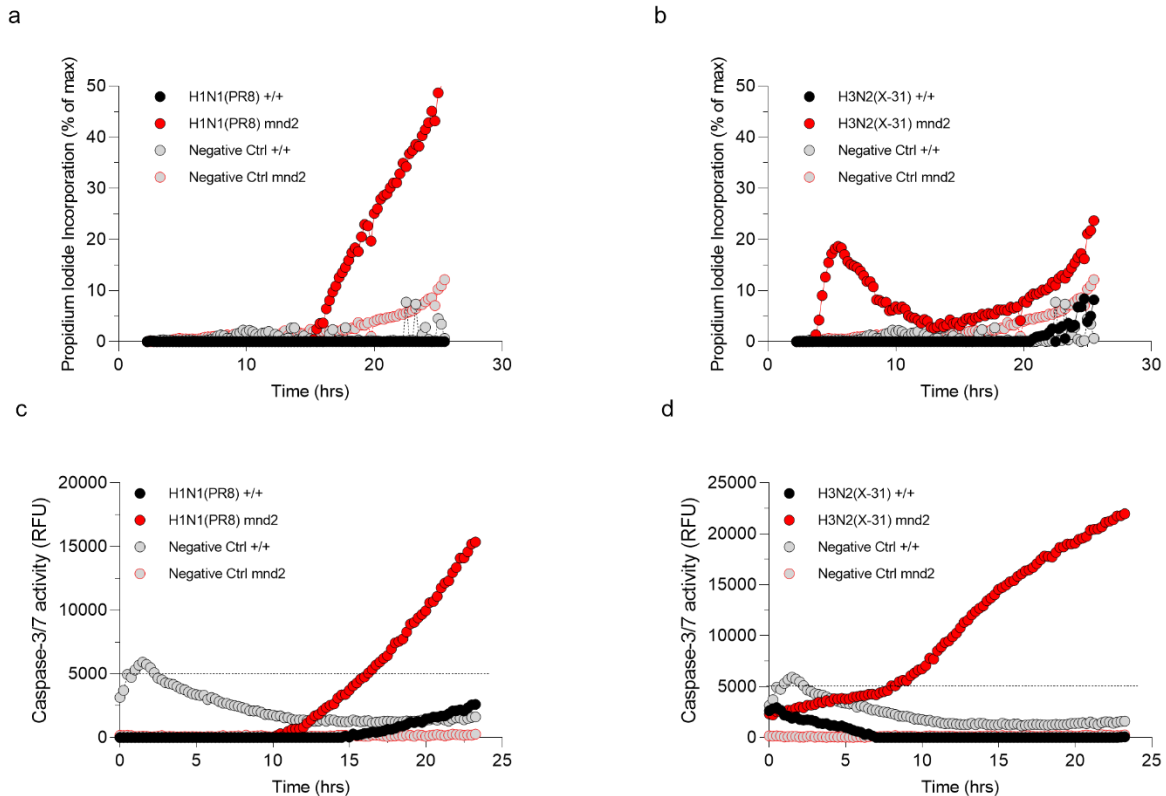 a
Propidium Iodide Incorporation (% of max)
50
40
30
20
10
0
H1N1(PR8) +/+
H1N1(PR8) mnd2
Negative Ctrl +/+
Negative Ctrl mnd2
0 10 20 30
Time (hrs)
b
Propidium Iodide Incorporation (% of max)
50
40
30
20
10
0
H3N2(X-31) +/+
H3N2(X-31) mnd2
Negative Ctrl +/+
Negative Ctrl mnd2
0 10 20 30
Time (hrs)
c
Caspase-3/7 activity (RFU)
20000
15000
10000
5000
0
H1N1(PR8) +/+
H1N1(PR8) mnd2
Negative Ctrl +/+
Negative Ctrl mnd2
0 5 10 15 20 25
Time (hrs)
d
Caspase-3/7 activity (RFU)
25000
20000
15000
10000
5000
0
H3N2(X-31) +/+
H3N2(X-31) mnd2
Negative Ctrl +/+
Negative Ctrl mnd2
0 5 10 15 20 25
Time (hrs)